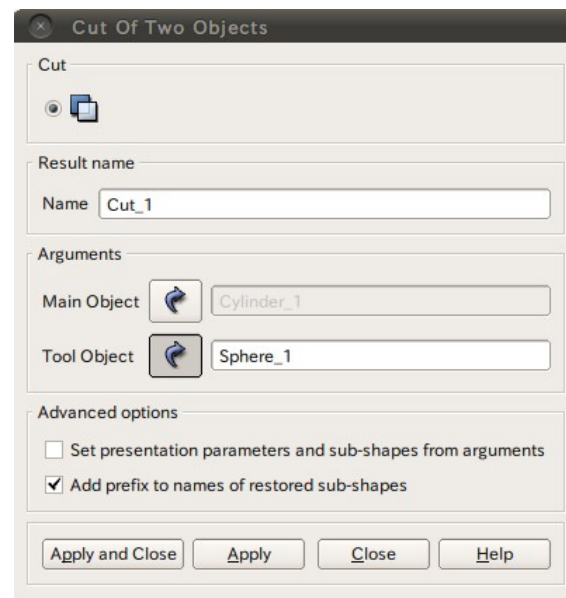 Cut Of Two Objects
Cut
Result name
Name Cut_1
Arguments
Main Object Cylinder_1
Tool Object Sphere_1
Advanced options
Set presentation parameters and sub-shapes from arguments
Add prefix to names of restored sub-shapes
Apply and Close Apply Close Help